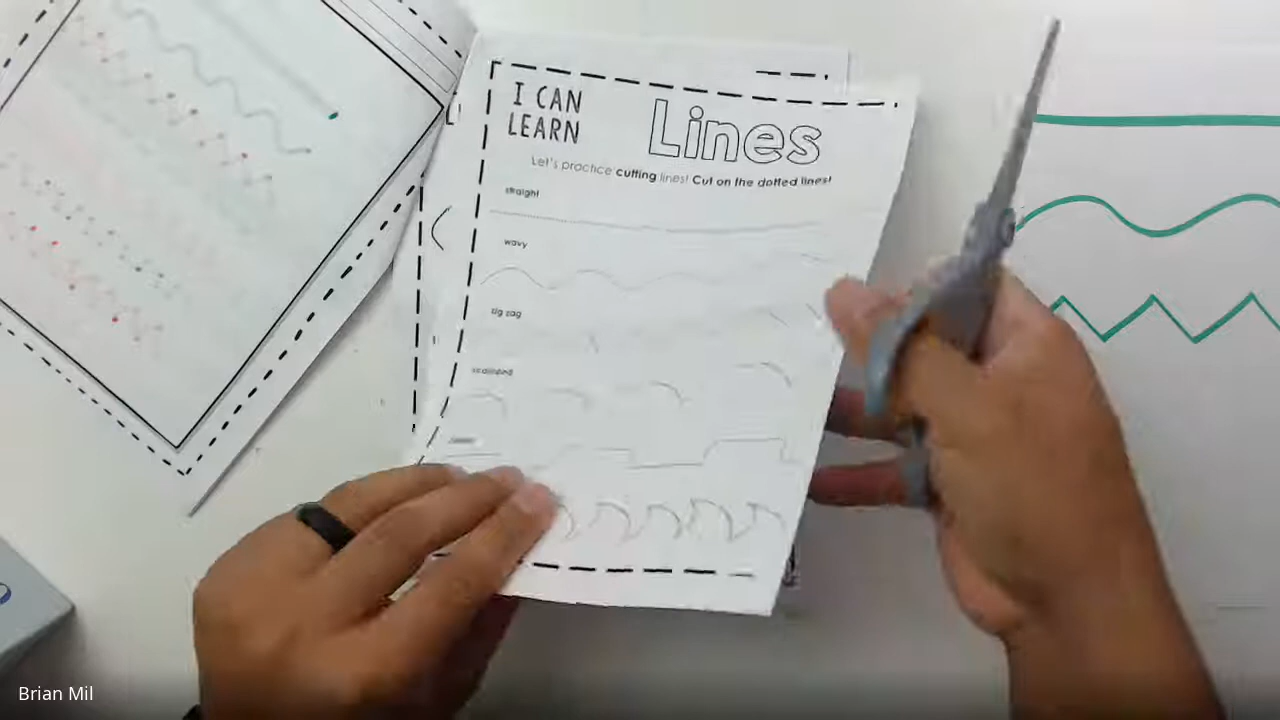 I CAN
LEARN
Lines
Let's practice cutting lines! Cut on the dotted lines!
straight
wavy
zig zag
scalloped
Brian Mil